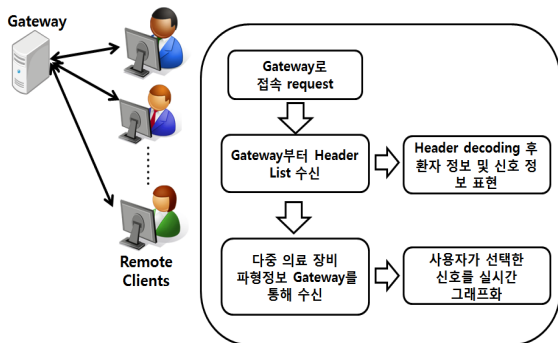 Gateway
Remote
Clients
Gateway로
접속 request
Gateway부터 Header
List 수신
Header decoding 후
환자 정보 및 신호 정
보 표현
다중 의료 장비
파형정보 Gateway를
통해 수신
사용자가 선택한
신호를 실시간
그래프화